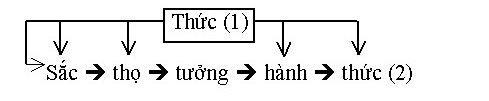 Thức (1)
Sắc ➔ thọ ➔ tưởng ➔ hành ➔ thức (2)